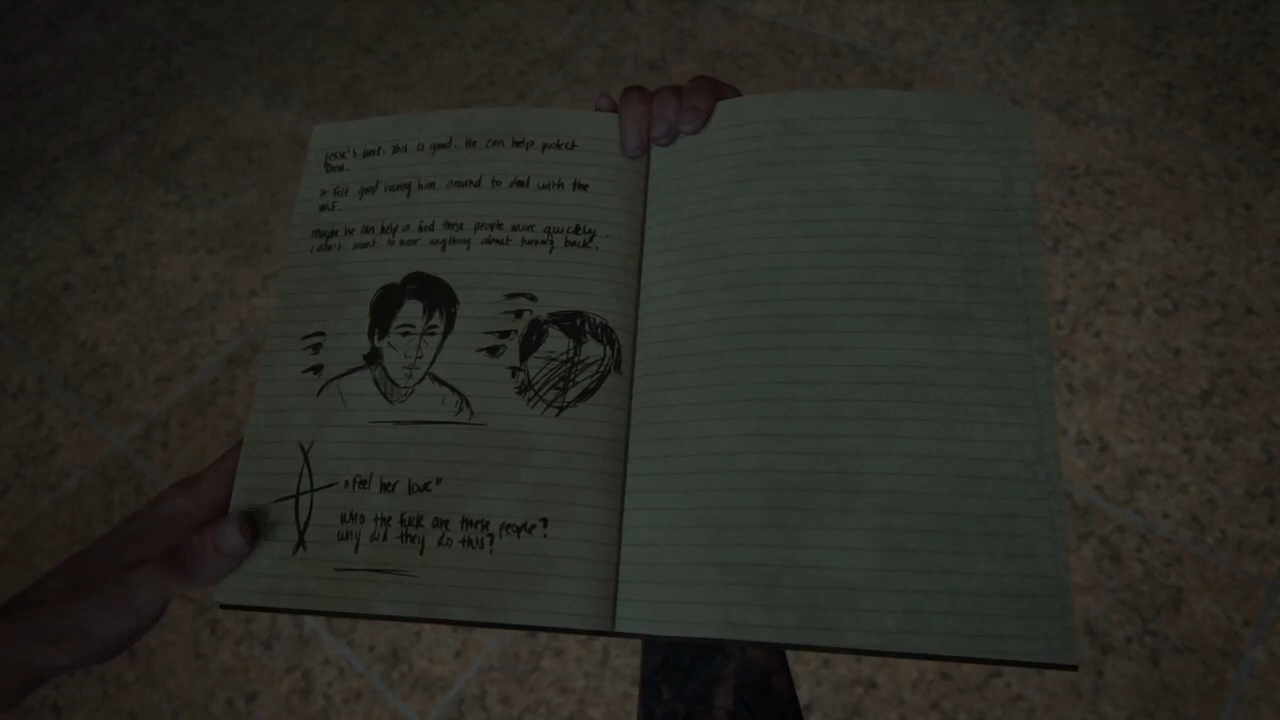 Jesse's here. This is good. He can help protect
Dina.
It felt good having him around to deal with the
WLF.
Maybe he can help us find these people more quickly.
I don't want to hear anything about turning back.
"Feel her love"
Who the fuck are these people?
Why did they do this?